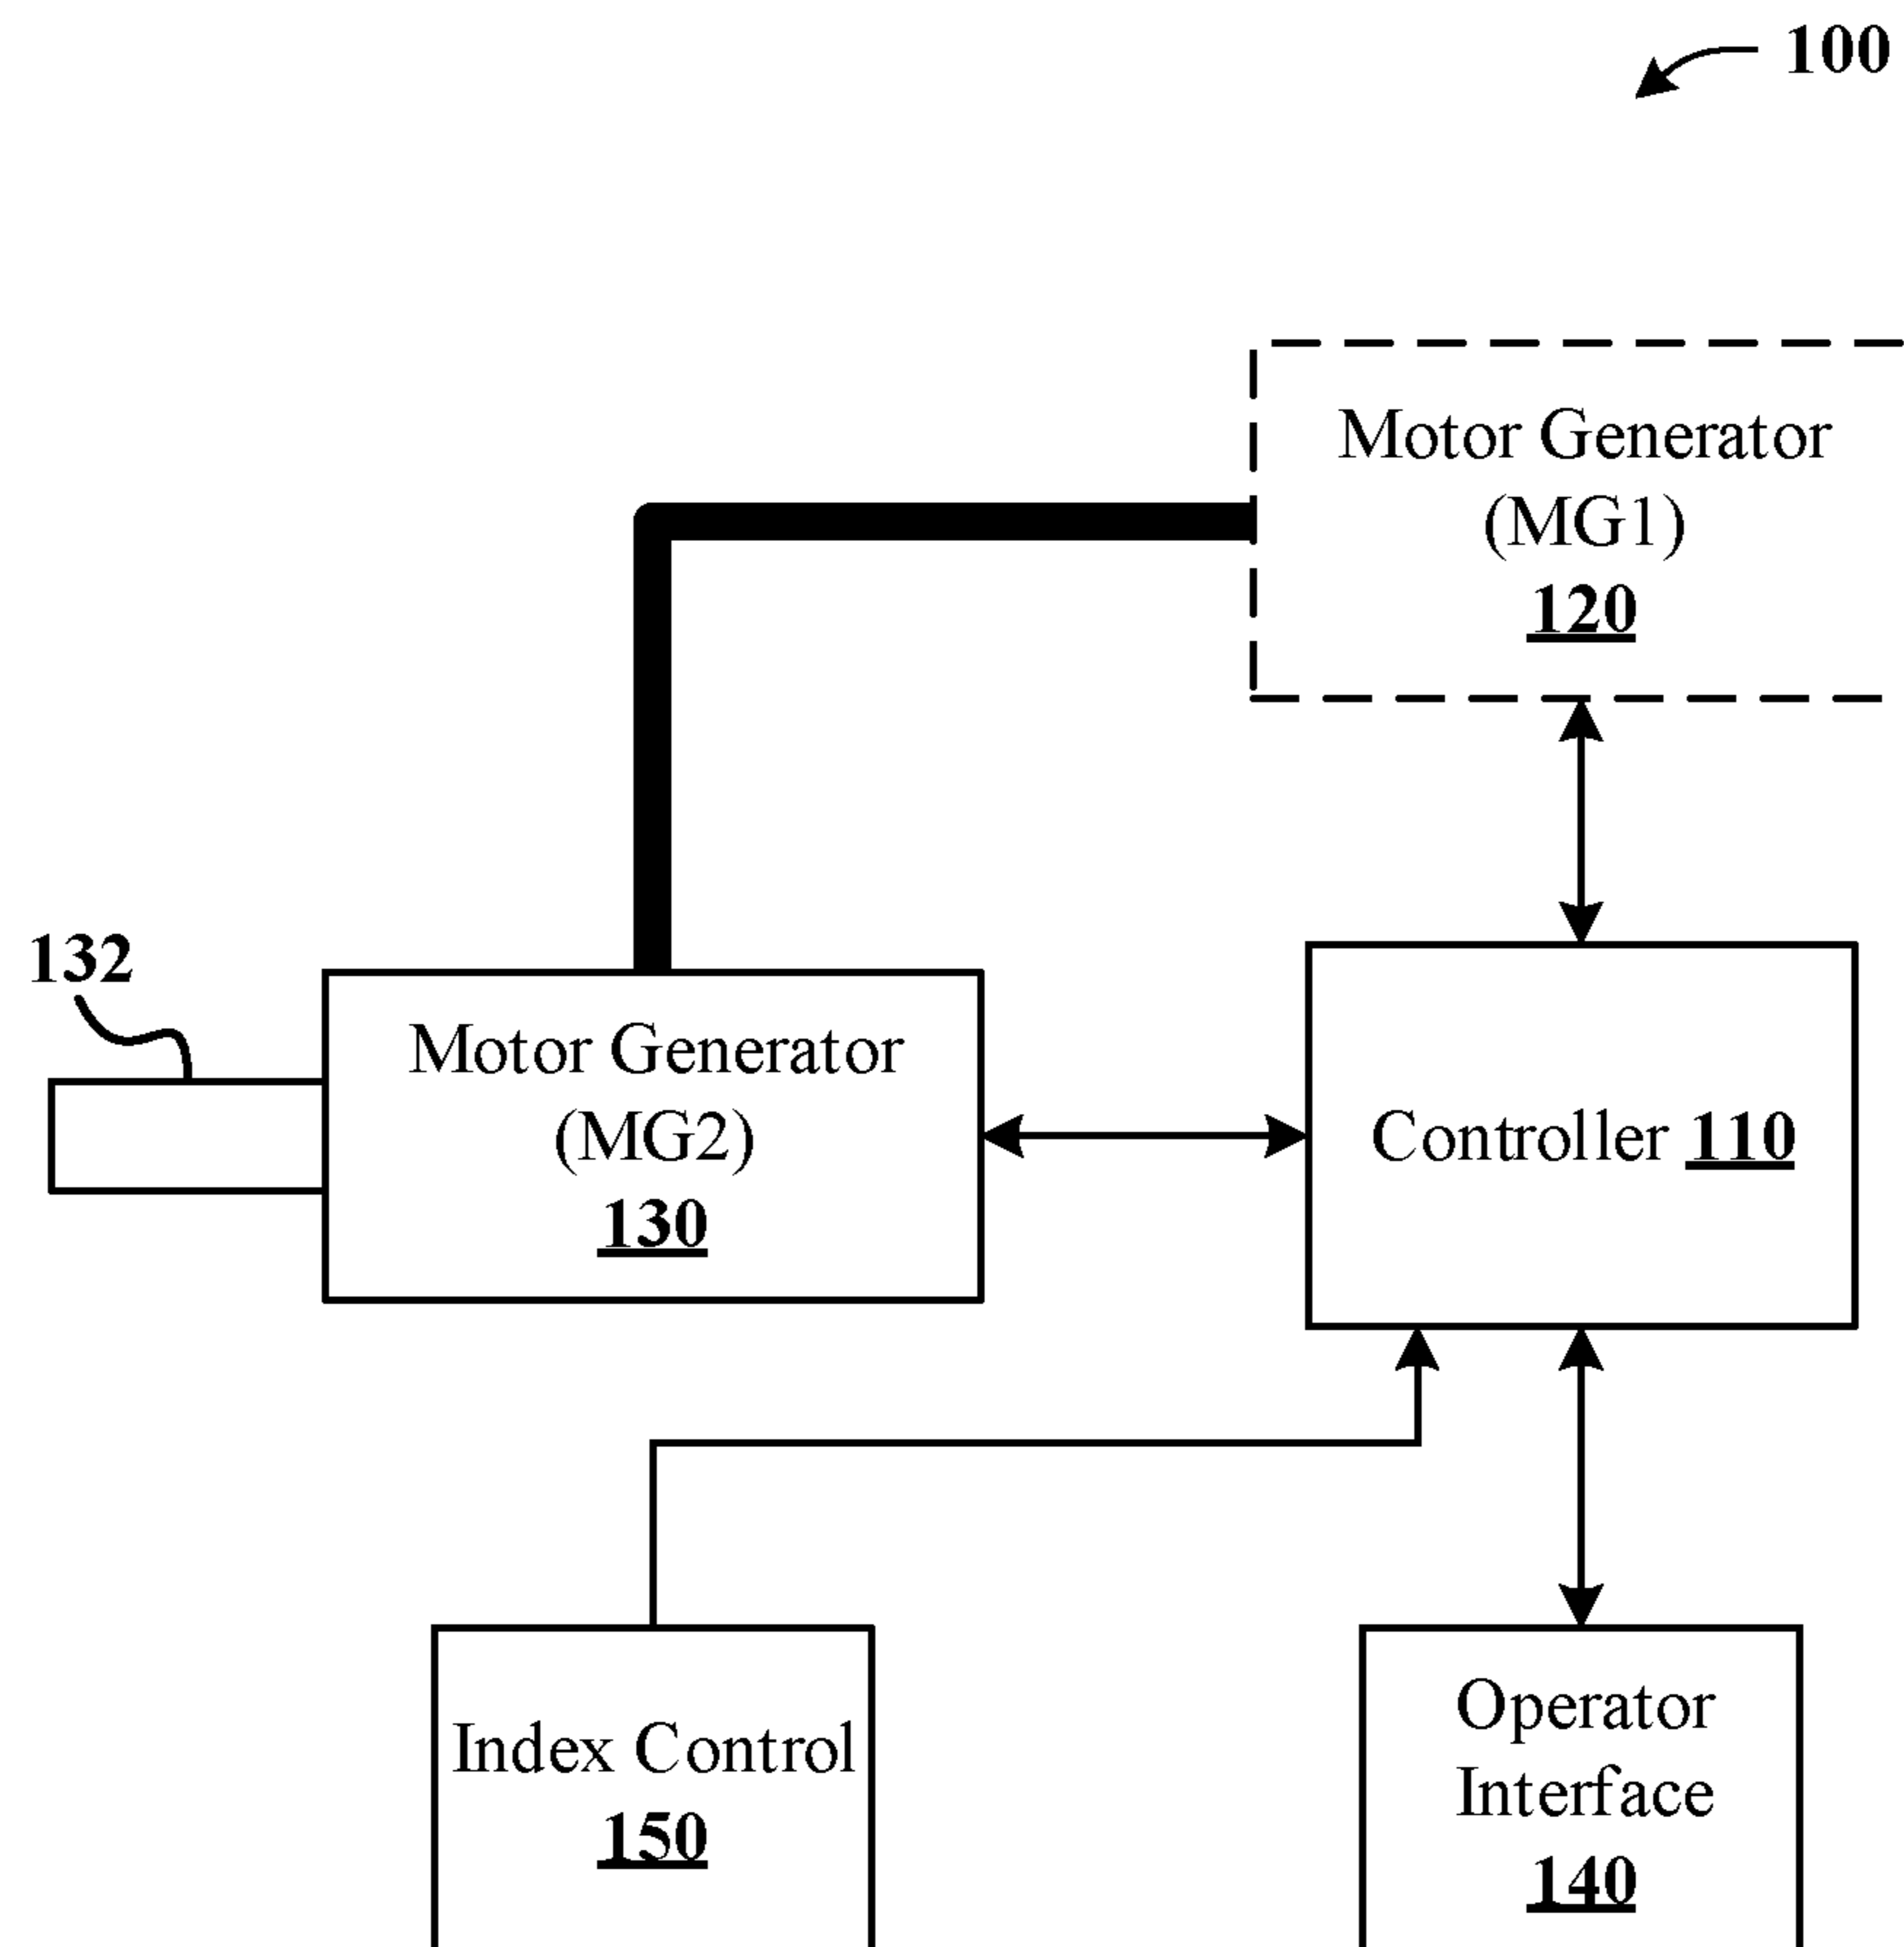 100
Motor Generator
(MG1)
120
132
Motor Generator
(MG2)
130
Controller 110
Index Control
150
Operator
Interface
140